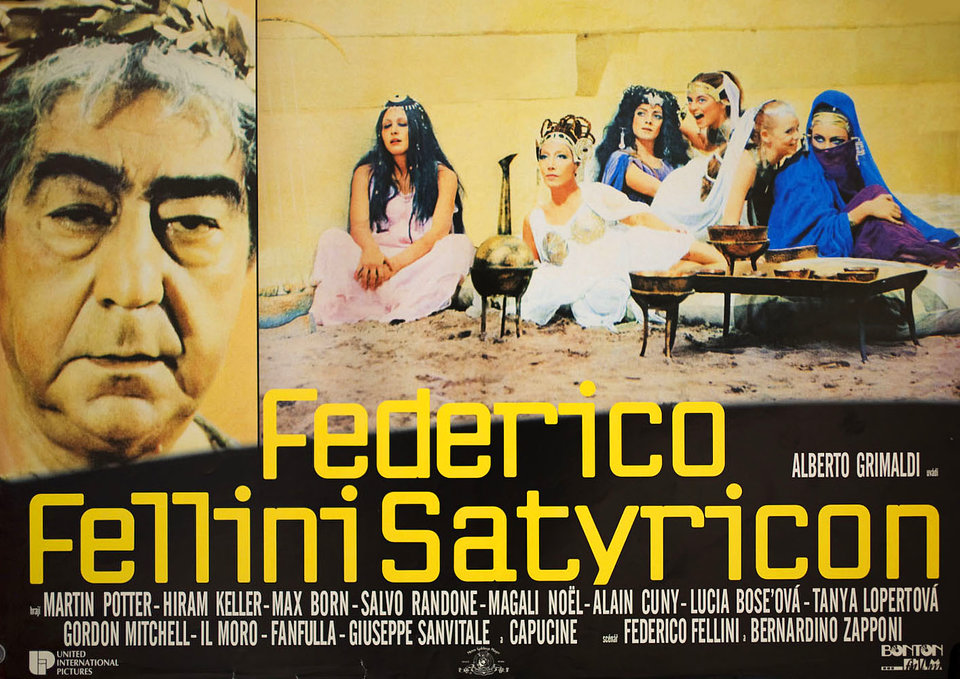 Federico
ALBERTO GRIMALDI uvádí
Fellini Satyricon
hrají MARTIN POTTER - HIRAM KELLER - MAX BORN - SALVO RANDONE - MAGALI NOËL - ALAIN CUNY - LUCIA BOSE'OVÁ - TANYA LOPERTOVÁ
GORDON MITCHELL - IL MORO - FANFULLA - GIUSEPPE SANVITALE a CAPUCINE scénář FEDERICO FELLINI a BERNARDINO ZAPPONI
UNITED
INTERNATIONAL
PICTURES
BONTON
FILM